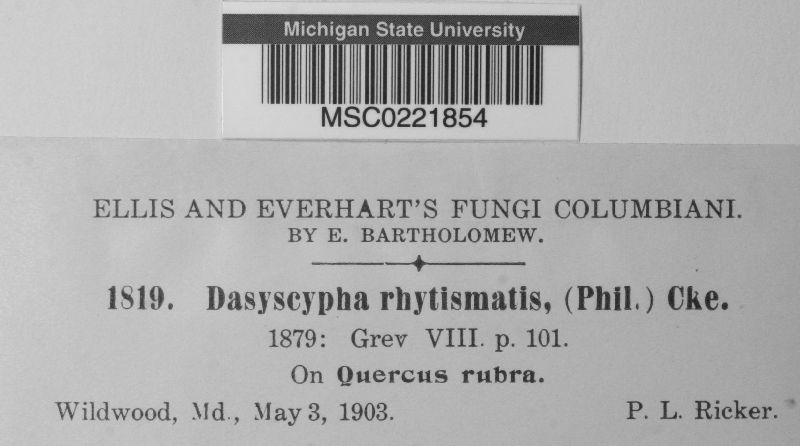 Michigan State University
MSC0221854
ELLIS AND EVERHART'S FUNGI COLUMBIANI.
BY E. BARTHOLOMEW.
1819. Dasyscypha rhytismatis, (Phil.) Cke.
1879: Grev VIII. p. 101.
On Quercus rubra.
Wildwood, Md., May 3, 1903. P. L. Ricker.